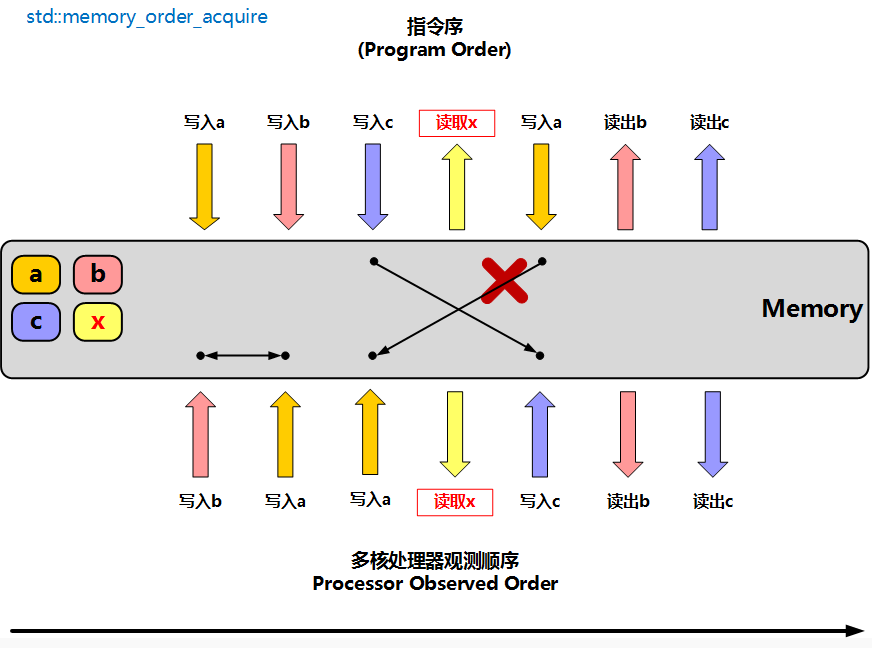 std::memory_order_acquire
指令序
(Program Order)
写入a 写入b 写入c 读取x 写入a 读出b 读出c
a b
c x
Memory
写入b 写入a 写入a 读取x 写入c 读出b 读出c
多核处理器观测顺序
Processor Observed Order